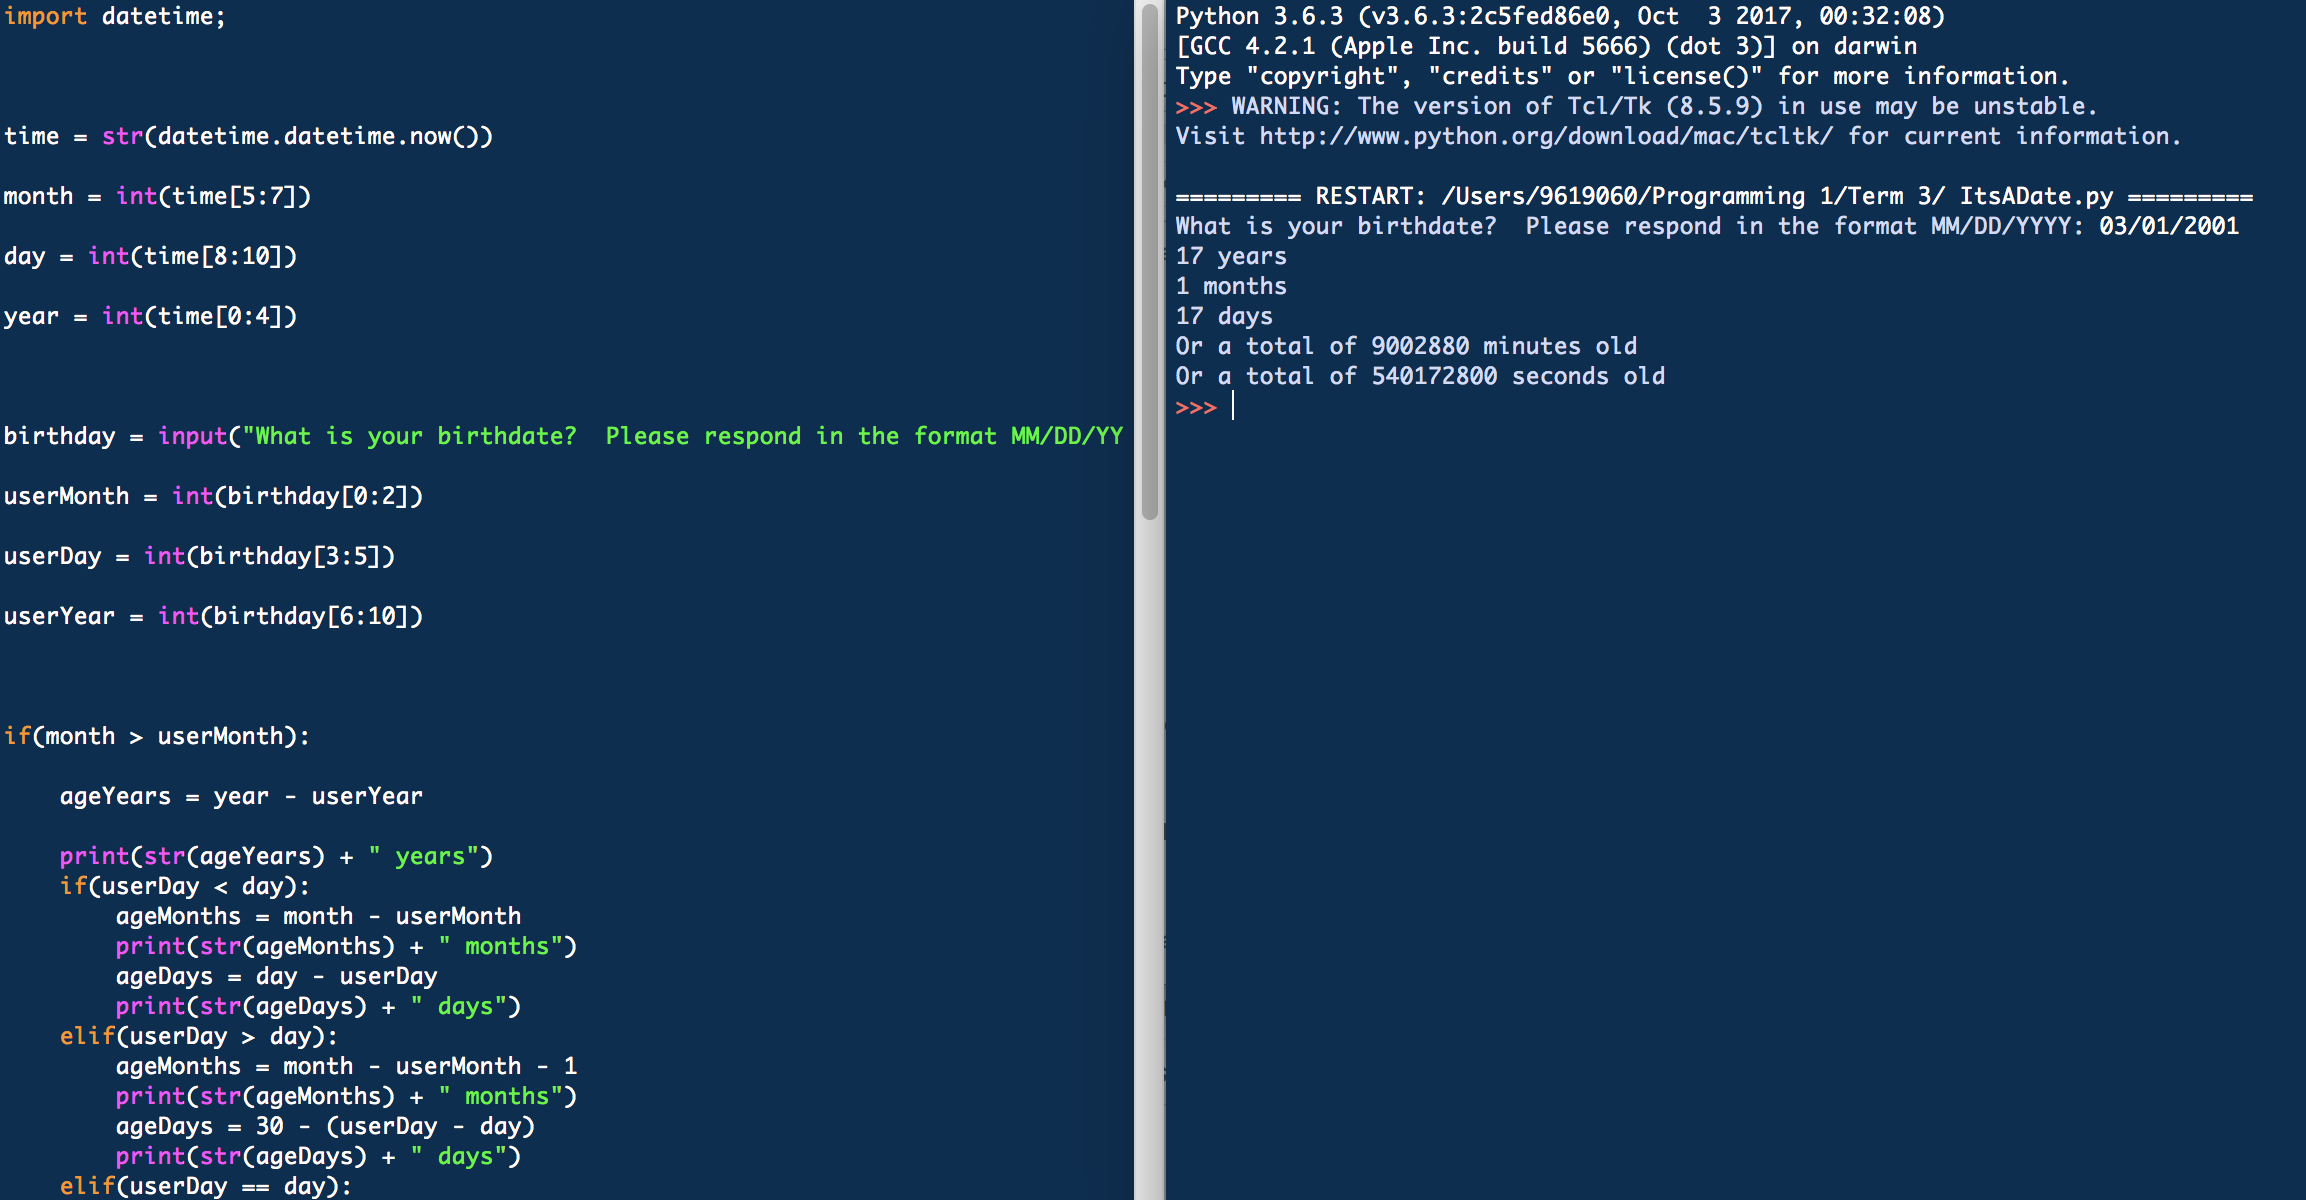 import datetime;
time = str(datetime.datetime.now())
month = int(time[5:7])
day = int(time[8:10])
year = int(time[0:4])
birthday = input("What is your birthdate?  Please respond in the format MM/DD/YY
userMonth = int(birthday[0:2])
userDay = int(birthday[3:5])
userYear = int(birthday[6:10])
if(month > userMonth):
    ageYears = year - userYear
    print(str(ageYears) + " years")
    if(userDay < day):
        ageMonths = month - userMonth
        print(str(ageMonths) + " months")
        ageDays = day - userDay
        print(str(ageDays) + " days")
    elif(userDay > day):
        ageMonths = month - userMonth - 1
        print(str(ageMonths) + " months")
        ageDays = 30 - (userDay - day)
        print(str(ageDays) + " days")
    elif(userDay == day):
Python 3.6.3 (v3.6.3:2c5fed86e0, Oct  3 2017, 00:32:08)
[GCC 4.2.1 (Apple Inc. build 5666) (dot 3)] on darwin
Type "copyright", "credits" or "license()" for more information.
>>> WARNING: The version of Tcl/Tk (8.5.9) in use may be unstable.
Visit http://www.python.org/download/mac/tcltk/ for current information.
========= RESTART: /Users/9619060/Programming 1/Term 3/ ItsADate.py =========
What is your birthdate?  Please respond in the format MM/DD/YYYY: 03/01/2001
17 years
1 months
17 days
Or a total of 9002880 minutes old
Or a total of 540172800 seconds old
>>>